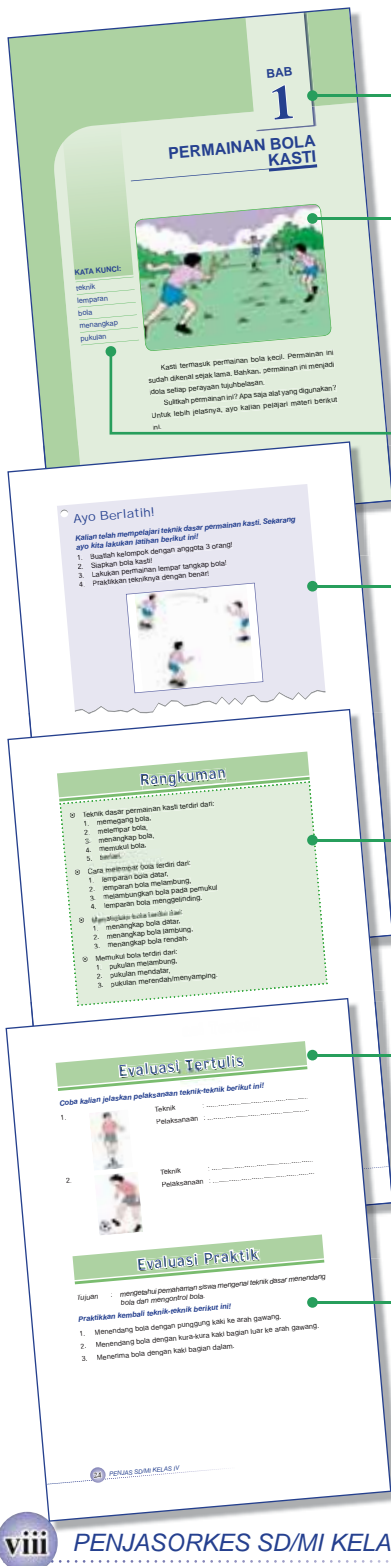 BAB
1
PERMAINAN BOLA
KASTI
KATA KUNCI:
teknik
lemparan
bola
menangkap
pukulan
Kasti termasuk permainan bola kecil. Permainan ini
sudah dikenal sejak lama. Bahkan, permainan ini menjadi
idola setiap perayaan tujuhbelasan.
Sulitkah permainan ini? Apa saja alat yang digunakan?
Untuk lebih jelasnya, ayo kalian pelajari materi berikut
ini.
Ayo Berlatih!
Kalian telah mempelajari teknik dasar permainan kasti. Sekarang
ayo kita lakukan latihan berikut ini!
1. Buatlah kelompok dengan anggota 3 orang!
2. Siapkan bola kasti!
3. Lakukan permainan lempar tangkap bola!
4. Praktikkan tekniknya dengan benar!
Rangkuman
Teknik dasar permainan kasti terdiri dari:
1. memegang bola,
2. melempar bola,
3. menangkap bola,
4. memukul bola,
5. berlari.
Cara melempar bola terdiri dari:
1. lemparan bola datar,
2. lemparan bola melambung,
3. melambungkan bola pada pemukul
4. lemparan bola menggelinding.
Menangkap bola terdiri dari:
1. menangkap bola datar,
2. menangkap bola lambung,
3. menangkap bola rendah.
Memukul bola terdiri dari:
1. pukulan melambung,
2. pukulan mendatar,
3. pukulan merendah/menyamping.
Evaluasi Tertulis
Coba kalian jelaskan pelaksanaan teknik-teknik berikut ini!
1. Teknik : ........................................
Pelaksanaan : ........................................
2. Teknik : ........................................
Pelaksanaan : ........................................
Evaluasi Praktik
Tujuan : mengetahui pemahaman siswa mengenai teknik dasar menendang
bola dan mengontrol bola.
Praktikkan kembali teknik-teknik berikut ini!
1. Menendang bola dengan punggung kaki ke arah gawang.
2. Menendang bola dengan kura-kura kaki bagian luar ke arah gawang.
3. Menerima bola dengan kaki bagian dalam.
PENJAS SD/MI KELAS IV
viii PENJASORKES SD/MI KELA